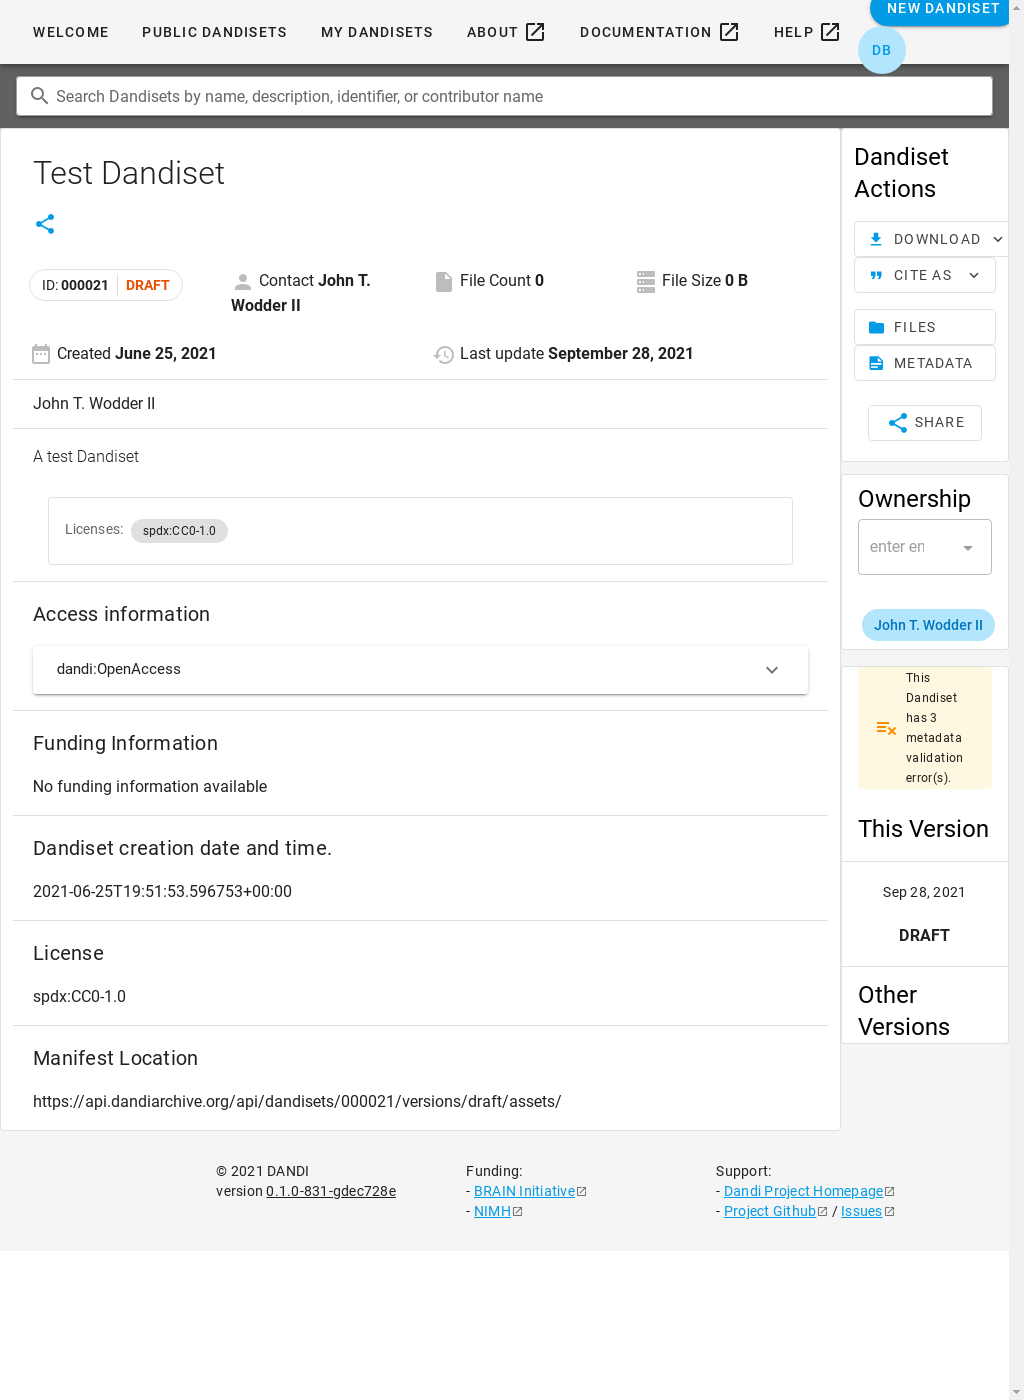 WELCOME PUBLIC DANDISETS MY DANDISETS ABOUT DOCUMENTATION HELP NEW DANDISET
DB
Search Dandisets by name, description, identifier, or contributor name
Test Dandiset
ID: 000021 DRAFT
Contact John T. Wodder II
File Count 0
File Size 0 B
Created June 25, 2021
Last update September 28, 2021
John T. Wodder II
A test Dandiset
Licenses: spdx:CC0-1.0
Access information
dandi:OpenAccess
Funding Information
No funding information available
Dandiset creation date and time.
2021-06-25T19:51:53.596753+00:00
License
spdx:CC0-1.0
Manifest Location
https://api.dandiarchive.org/api/dandisets/000021/versions/draft/assets/
Dandiset
Actions
DOWNLOAD
CITE AS
FILES
METADATA
SHARE
Ownership
enter en
John T. Wodder II
This
Dandiset
has 3
metadata
validation
error(s).
This Version
Sep 28, 2021
DRAFT
Other
Versions
© 2021 DANDI
version 0.1.0-831-gdec728e
Funding:
- BRAIN Initiative
- NIMH
Support:
- Dandi Project Homepage
- Project Github / Issues